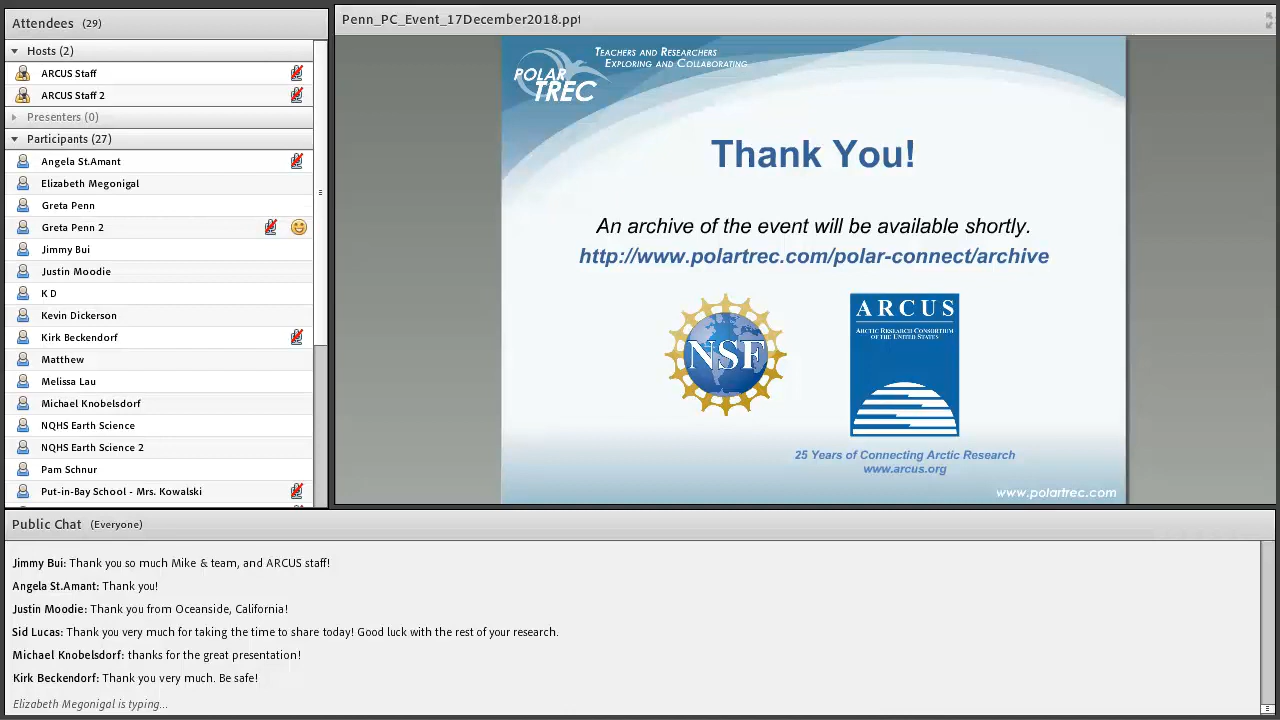 Attendees (29)
Hosts (2)
ARCUS Staff
ARCUS Staff 2
Presenters (0)
Participants (27)
Angela St.Amant
Elizabeth Megonigal
Greta Penn
Greta Penn 2
Jimmy Bui
Justin Moodie
K D
Kevin Dickerson
Kirk Beckendorf
Matthew
Melissa Lau
Michael Knobelsdorf
NQHS Earth Science
NQHS Earth Science 2
Pam Schnur
Put-in-Bay School - Mrs. Kowalski
Penn_PC_Event_17December2018.ppt
TEACHERS AND RESEARCHERS
EXPLORING AND COLLABORATING
POLAR
TREC
Thank You!
An archive of the event will be available shortly.
http://www.polartrec.com/polar-connect/archive
NSF
ARCUS
ARCTIC RESEARCH CONSORTIUM
OF THE UNITED STATES
25 Years of Connecting Arctic Research
www.arcus.org
www.polartrec.com
Public Chat (Everyone)
Jimmy Bui: Thank you so much Mike & team, and ARCUS staff!
Angela St.Amant: Thank you!
Justin Moodie: Thank you from Oceanside, California!
Sid Lucas: Thank you very much for taking the time to share today! Good luck with the rest of your research.
Michael Knobelsdorf: thanks for the great presentation!
Kirk Beckendorf: Thank you very much. Be safe!
Elizabeth Megonigal is typing...